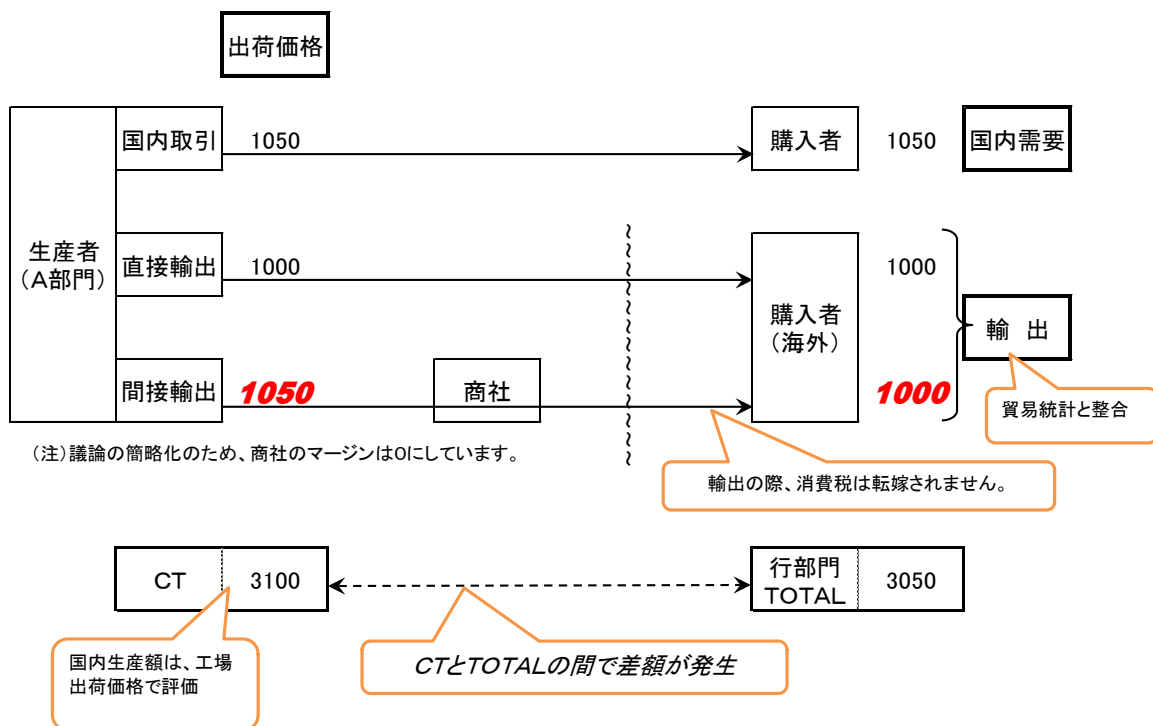 出荷価格
国内取引 1050 購入者 1050 国内需要
生産者
（Ａ部門）
直接輸出 1000 1000
購入者
（海外）
輸 出
間接輸出 1050 商社 1000
貿易統計と整合
（注）議論の簡略化のため、商社のマージンは0にしています。
輸出の際、消費税は転嫁されません。
ＣＴ 3100 行部門
ＴＯＴＡＬ 3050
国内生産額は、工場
出荷価格で評価
ＣＴとＴＯＴＡＬの間で差額が発生